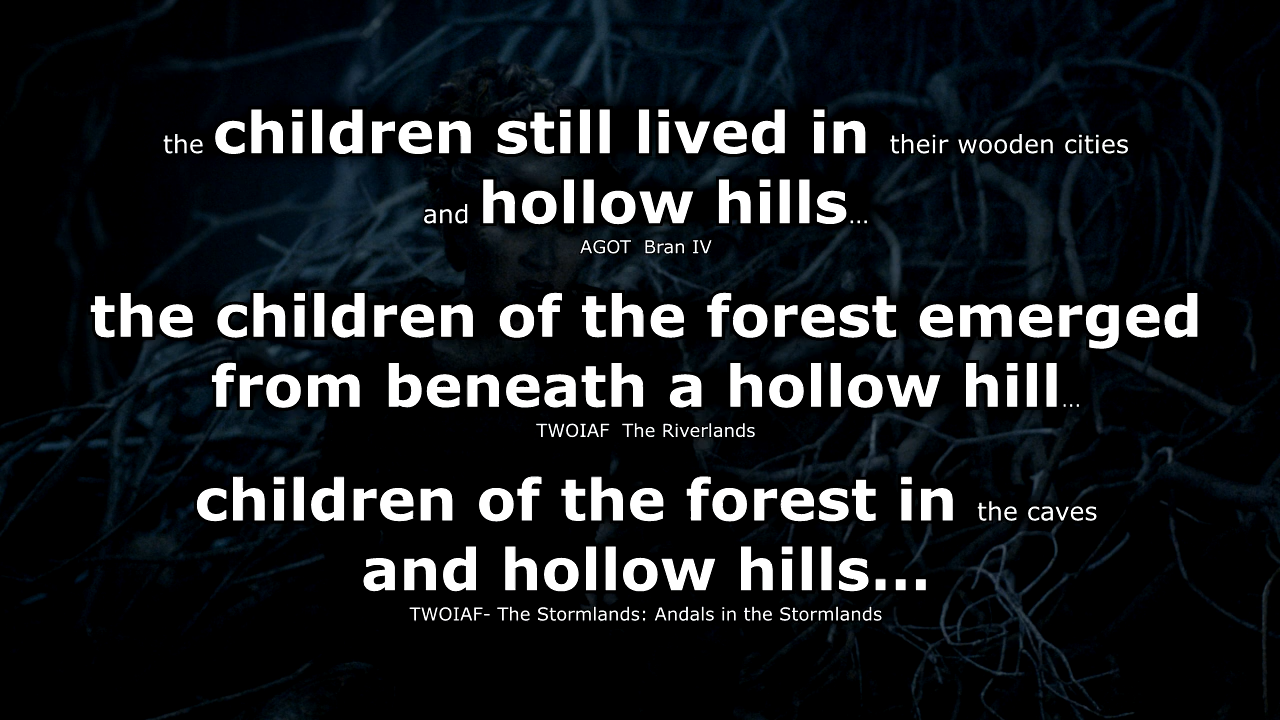 the children still lived in their wooden cities
and hollow hills...
AGOT Bran IV
the children of the forest emerged
from beneath a hollow hill...
TWOIAF The Riverlands
children of the forest in the caves
and hollow hills...
TWOIAF- The Stormlands: Andals in the Stormlands